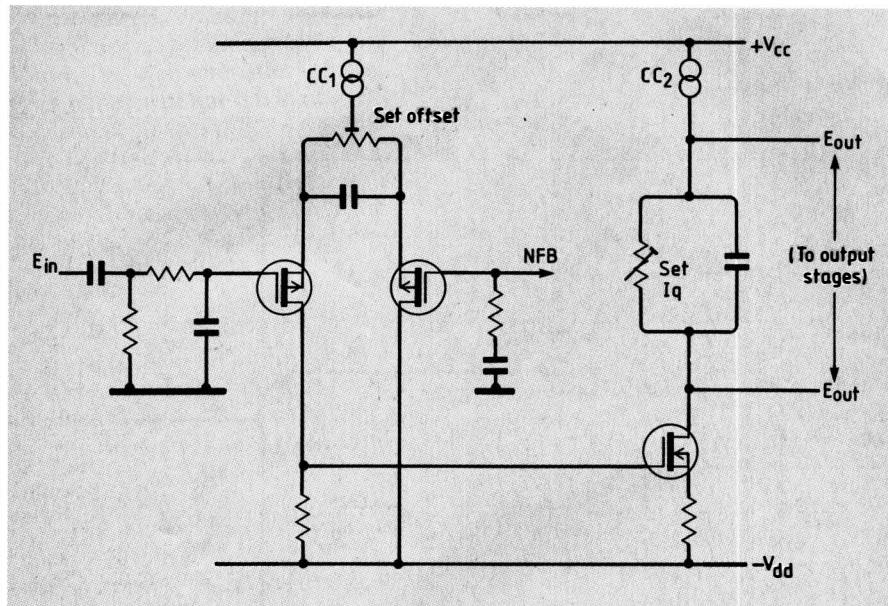 +Vcc
CC1
CC2
Set offset
Eout
Ein
NFB
Set
Iq
(To output
stages)
Eout
−Vdd